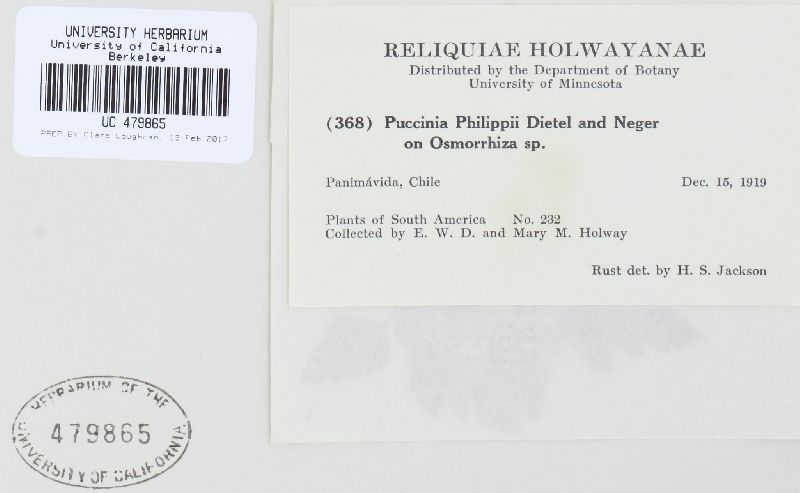 UNIVERSITY HERBARIUM
University of California
Berkeley
UC 479865
PREP BY Clare Loughran, 13 Feb 2017
RELIQUIAE HOLWAYANAE
Distributed by the Department of Botany
University of Minnesota
(368) Puccinia Philippii Dietel and Neger
on Osmorrhiza sp.
Panimávida, Chile Dec. 15, 1919
Plants of South America No. 232
Collected by E. W. D. and Mary M. Holway
Rust det. by H. S. Jackson
HERBARIUM OF THE
479865
UNIVERSITY OF CALIFORNIA